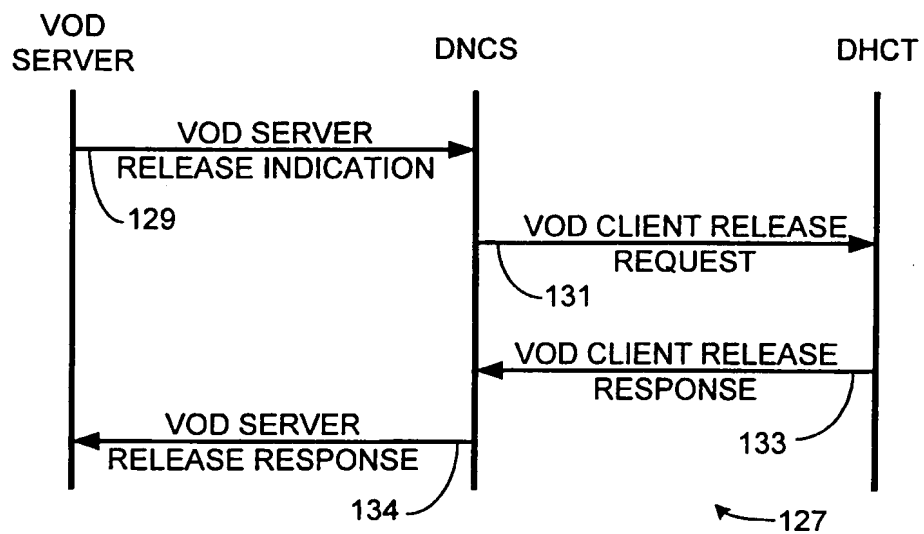 VOD
SERVER
DNCS
DHCT
VOD SERVER
RELEASE INDICATION
129
VOD CLIENT RELEASE
REQUEST
131
VOD CLIENT RELEASE
RESPONSE
133
VOD SERVER
RELEASE RESPONSE
134
127